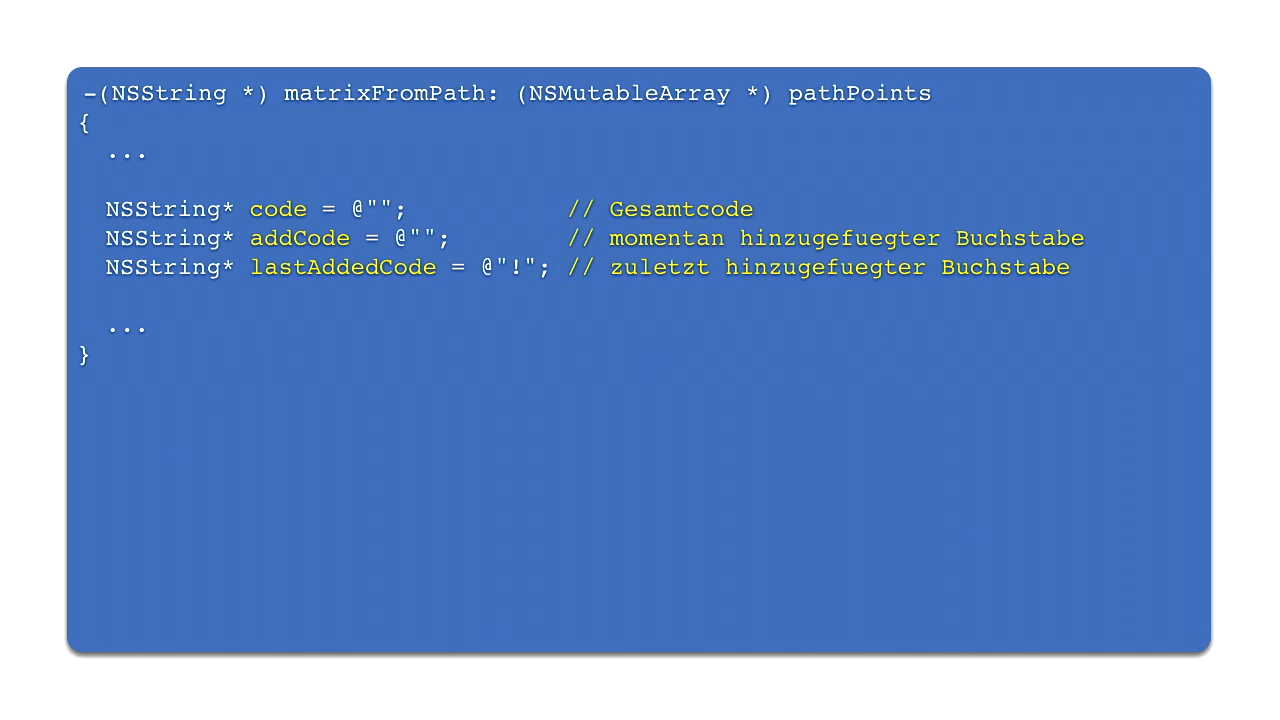 -(NSString *) matrixFromPath: (NSMutableArray *) pathPoints
{
...
NSString* code = @""; // Gesamtcode
NSString* addCode = @""; // momentan hinzugefuegter Buchstabe
NSString* lastAddedCode = @"!"; // zuletzt hinzugefuegter Buchstabe
...
}